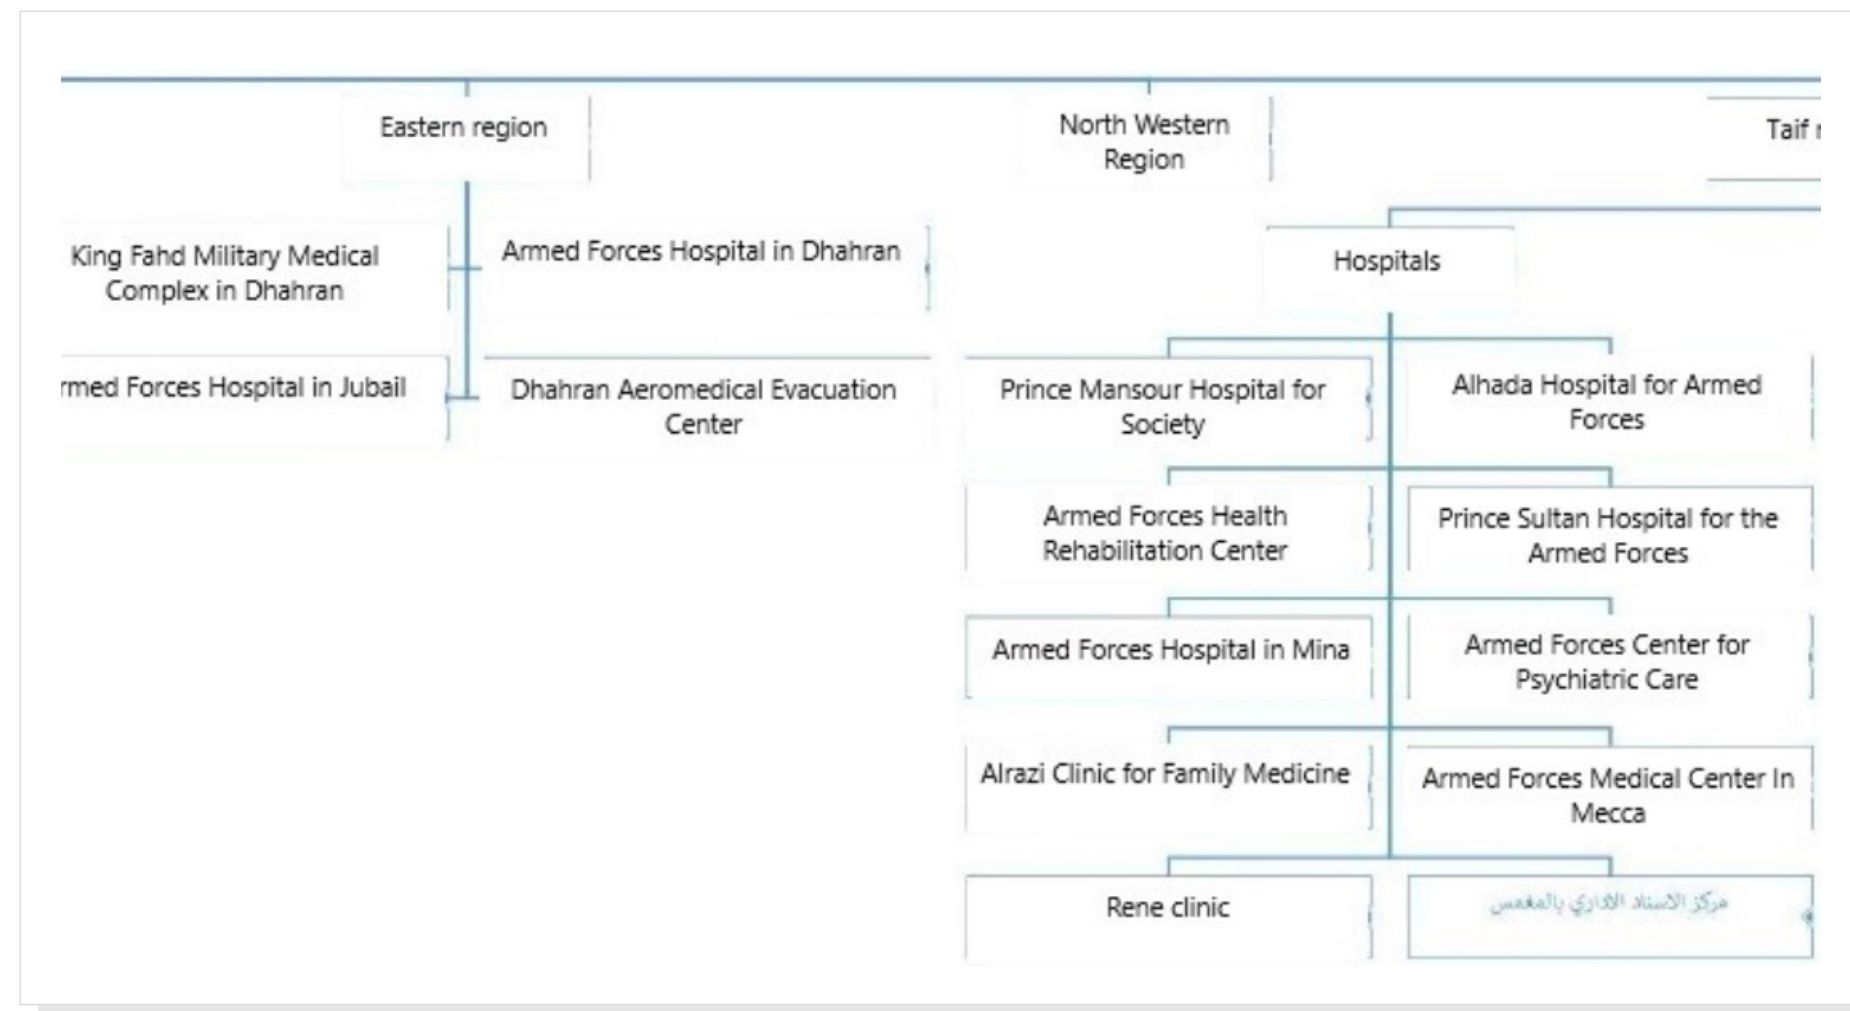 Eastern region
North Western
Region
Taif
King Fahd Military Medical
Complex in Dhahran
Armed Forces Hospital in Dhahran
Hospitals
rmed Forces Hospital in Jubail
Dhahran Aeromedical Evacuation
Center
Prince Mansour Hospital for
Society
Alhada Hospital for Armed
Forces
Armed Forces Health
Rehabilitation Center
Prince Sultan Hospital for the
Armed Forces
Armed Forces Hospital in Mina
Armed Forces Center for
Psychiatric Care
Alrazi Clinic for Family Medicine
Armed Forces Medical Center In
Mecca
Rene clinic
مركز الاسناد الاداري بالمغمس